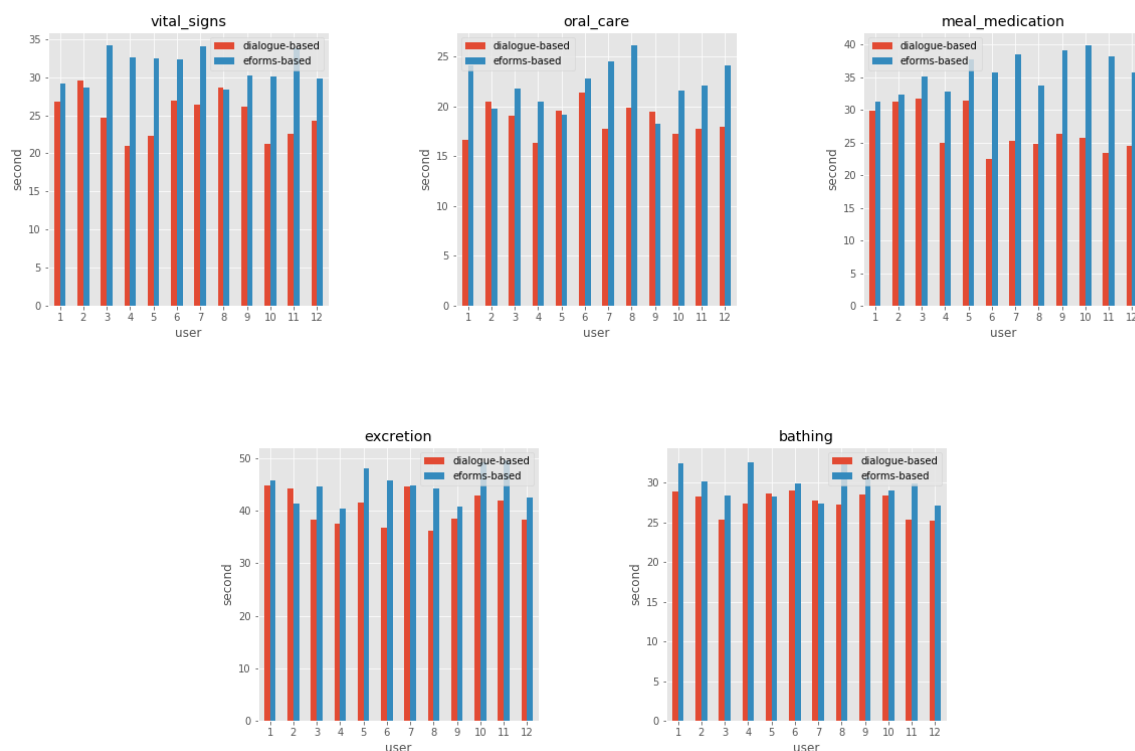 vital_signs
dialogue-based
eforms-based
35
30
25
20
15
10
5
0
second
1 2 3 4 5 6 7 8 9 10 11 12
user
oral_care
dialogue-based
eforms-based
25
20
15
10
5
0
second
1 2 3 4 5 6 7 8 9 10 11 12
user
meal_medication
dialogue-based
eforms-based
40
35
30
25
20
15
10
5
0
second
1 2 3 4 5 6 7 8 9 10 11 12
user
excretion
dialogue-based
eforms-based
50
40
30
20
10
0
second
1 2 3 4 5 6 7 8 9 10 11 12
user
bathing
dialogue-based
eforms-based
30
25
20
15
10
5
0
second
1 2 3 4 5 6 7 8 9 10 11 12
user